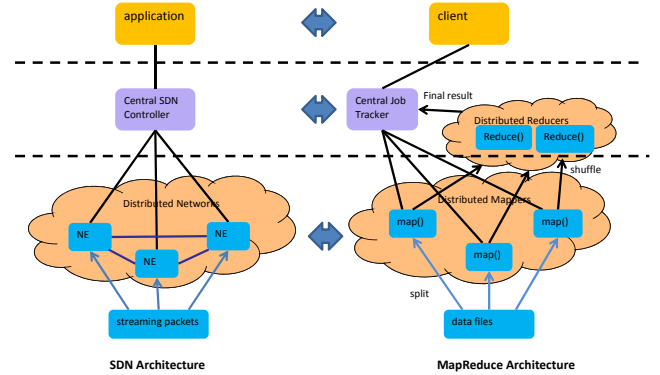 application
client
Central SDN
Controller
Central Job
Tracker
Final result
Distributed Reducers
Reduce()
Reduce()
shuffle
Distributed Networks
Distributed Mappers
NE
NE
NE
map()
map()
map()
split
streaming packets
data files
SDN Architecture
MapReduce Architecture